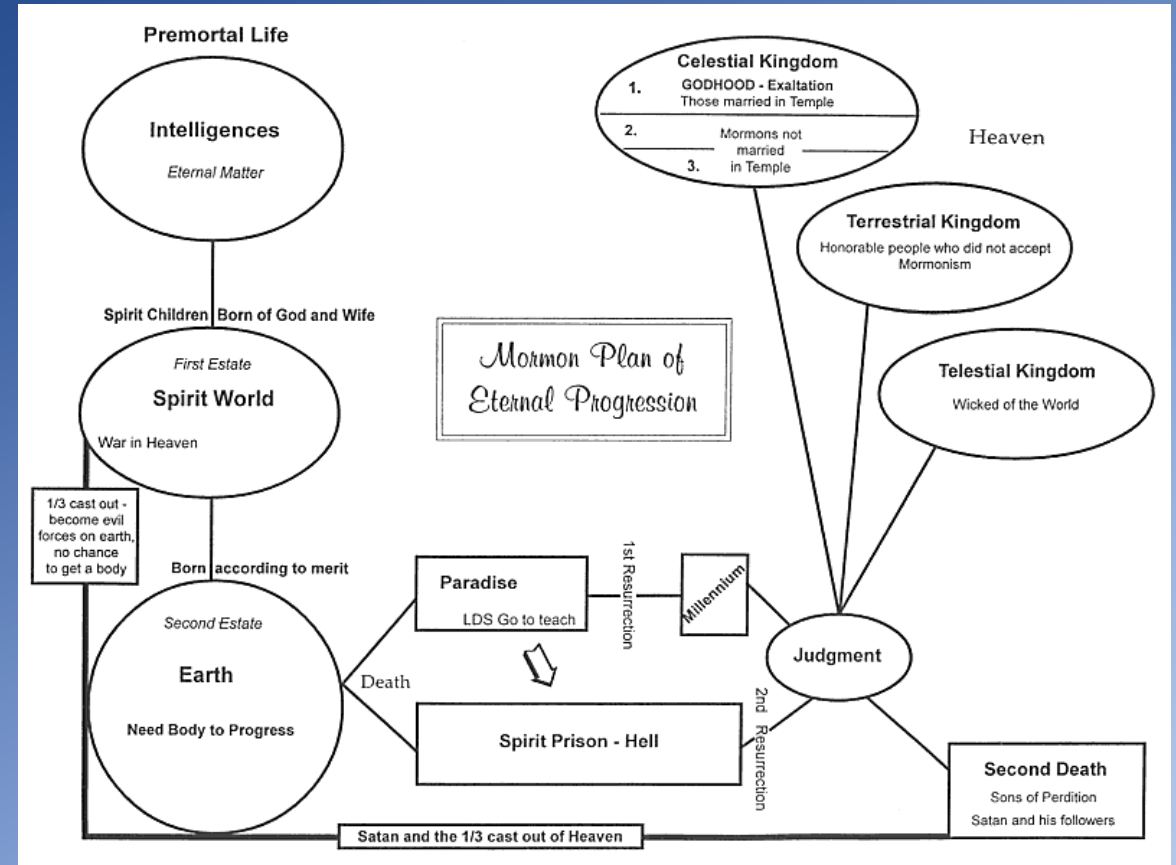 Premortal Life
Intelligences
Eternal Matter
Spirit Children Born of God and Wife
First Estate
Spirit World
War in Heaven
1/3 cast out -
become evil
forces on earth,
no chance
to get a body
Born according to merit
Second Estate
Earth
Need Body to Progress
Mormon Plan of
Eternal Progression
Death
Paradise
LDS Go to teach
Spirit Prison - Hell
1st Resurrection
Millennium
2nd Resurrection
Judgment
Celestial Kingdom
1. GODHOOD - Exaltation
Those married in Temple
2. Mormons not
married
3. in Temple
Heaven
Terrestrial Kingdom
Honorable people who did not accept
Mormonism
Telestial Kingdom
Wicked of the World
Second Death
Sons of Perdition
Satan and his followers
Satan and the 1/3 cast out of Heaven